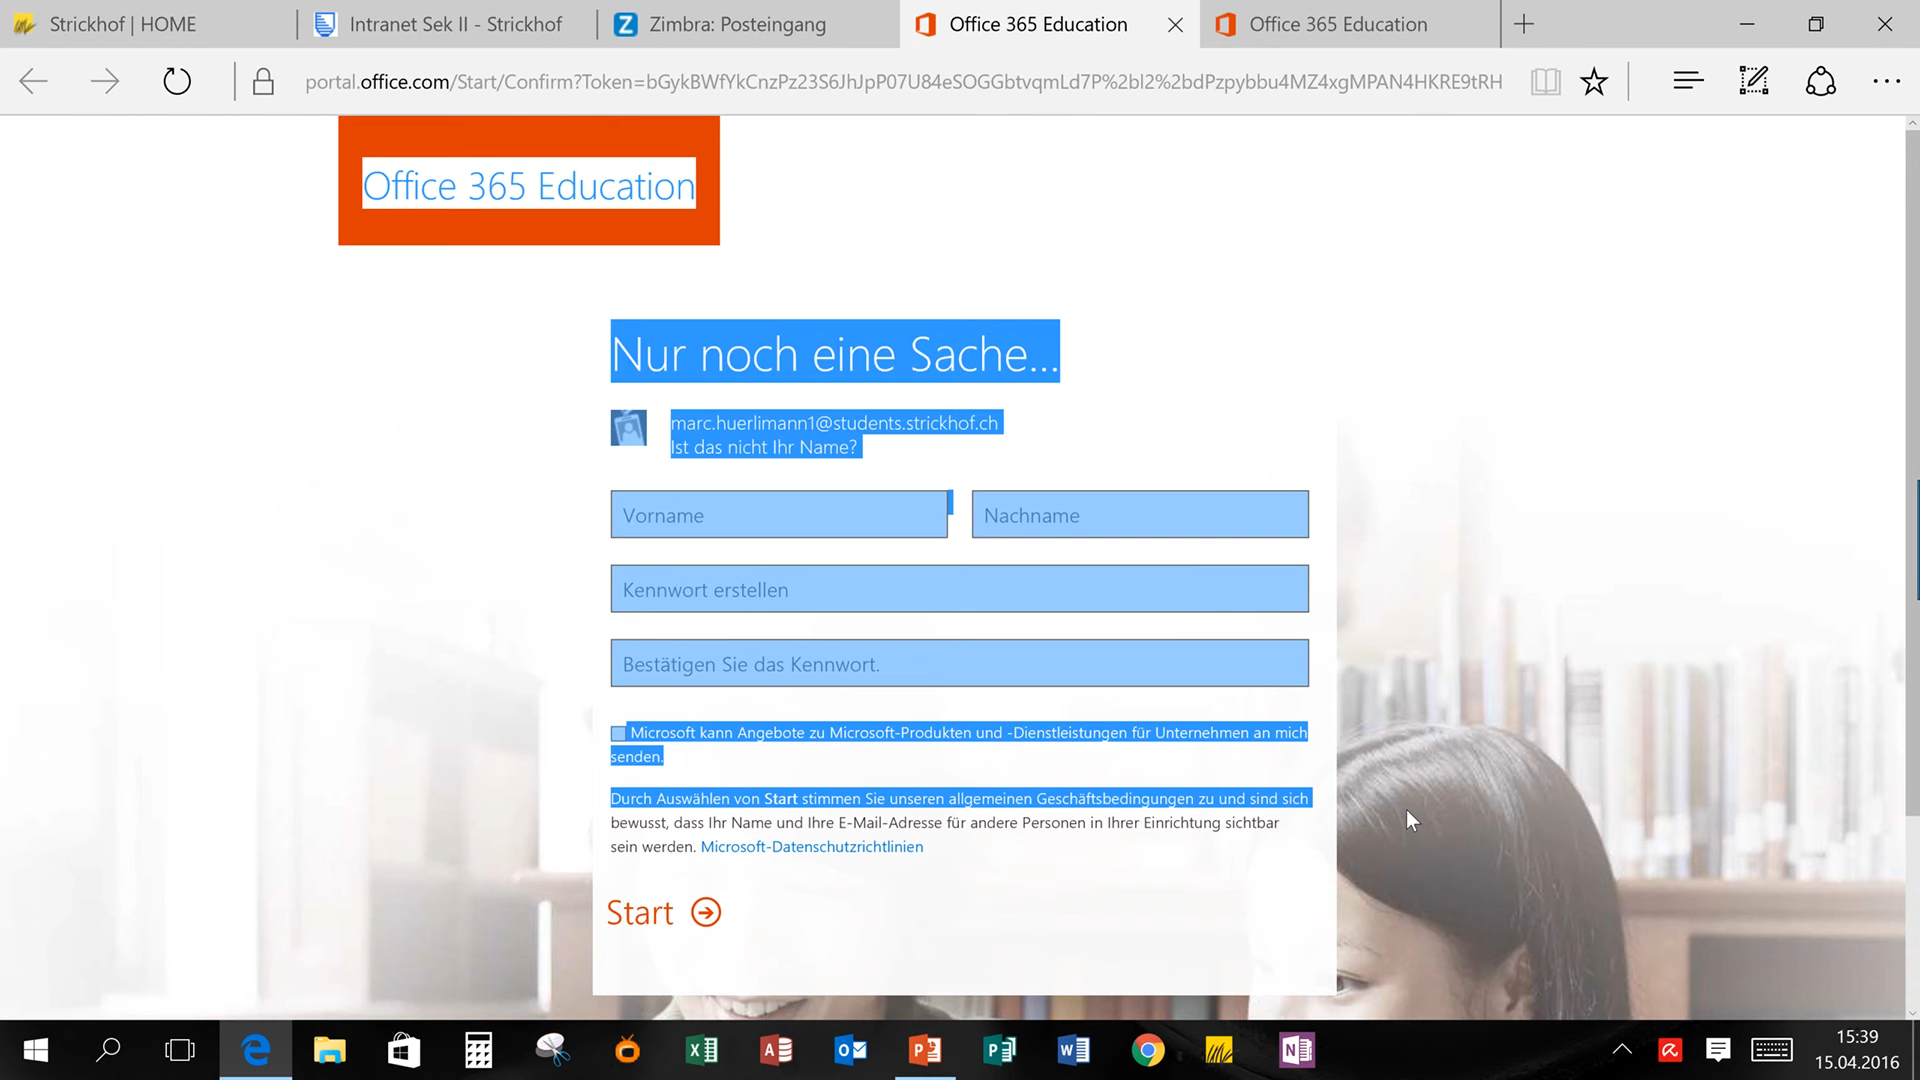 Strickhof | HOME
Intranet Sek II - Strickhof
Zimbra: Posteingang
Office 365 Education
Office 365 Education
portal.office.com/Start/Confirm?Token=bGykBWfYkCnzPz23S6JhJpP07U84eSOGGbtvqmLd7P%2bl2%2bdPzpybbu4MZ4xgMPAN4HKRE9tRH
Office 365 Education
Nur noch eine Sache...
marc.huerlimann1@students.strickhof.ch
Ist das nicht Ihr Name?
Vorname
Nachname
Kennwort erstellen
Bestätigen Sie das Kennwort.
Microsoft kann Angebote zu Microsoft-Produkten und -Dienstleistungen für Unternehmen an mich
senden.
Durch Auswählen von Start stimmen Sie unseren allgemeinen Geschäftsbedingungen zu und sind sich
bewusst, dass Ihr Name und Ihre E-Mail-Adresse für andere Personen in Ihrer Einrichtung sichtbar
sein werden. Microsoft-Datenschutzrichtlinien
Start
15:39
15.04.2016